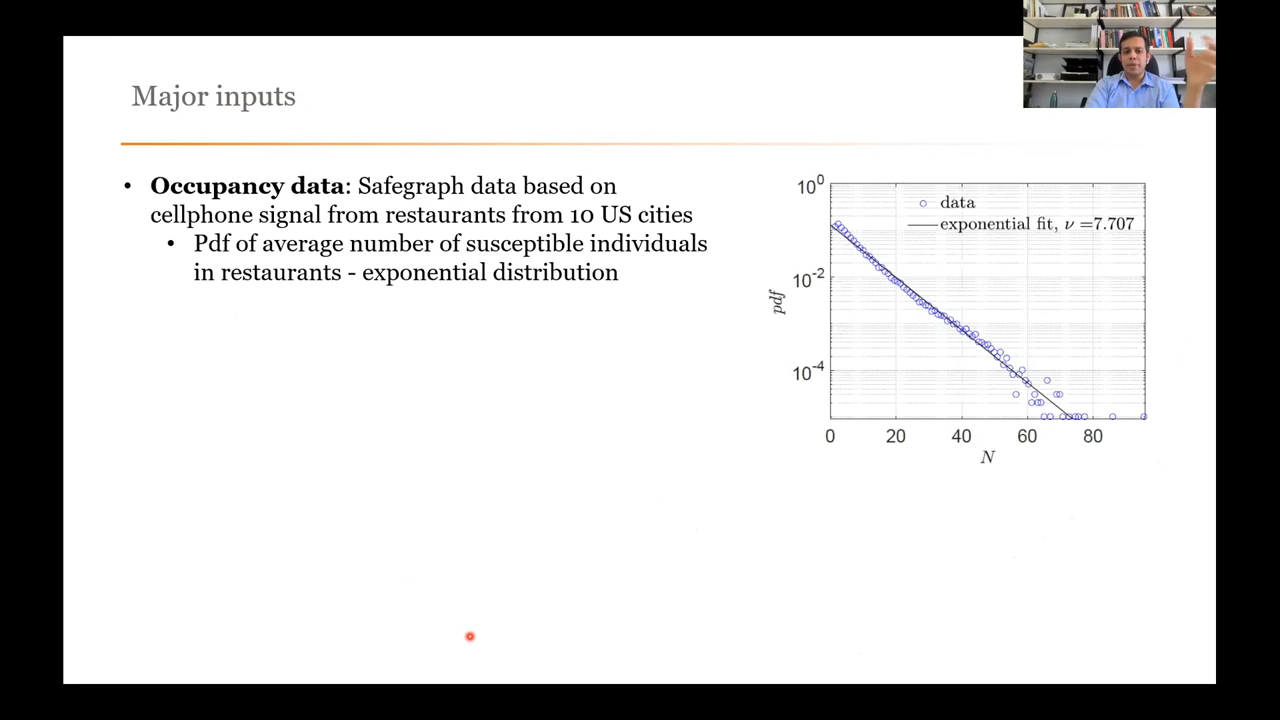 Major inputs
• Occupancy data: Safegraph data based on
cellphone signal from restaurants from 10 US cities
• Pdf of average number of susceptible individuals
in restaurants - exponential distribution
10^0
10^-2
10^-4
pdf
data
exponential fit, ν =7.707
0 20 40 60 80
N